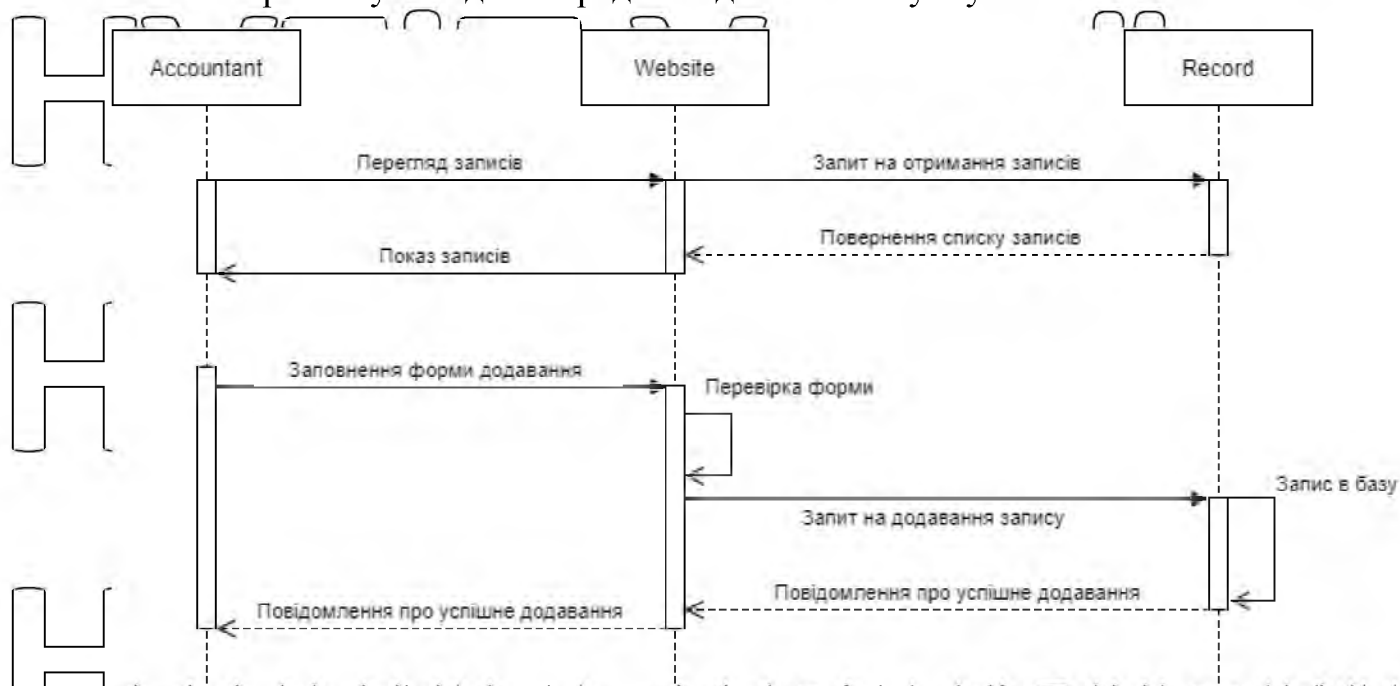 Accountant Website Record
Перегляд записів Запит на отримання записів
Повернення списку записів
Показ записів
Заповнення форми додавання
Перевірка форми
Запис в базу
Запит на додавання запису
Повідомлення про успішне додавання
Повідомлення про успішне додавання